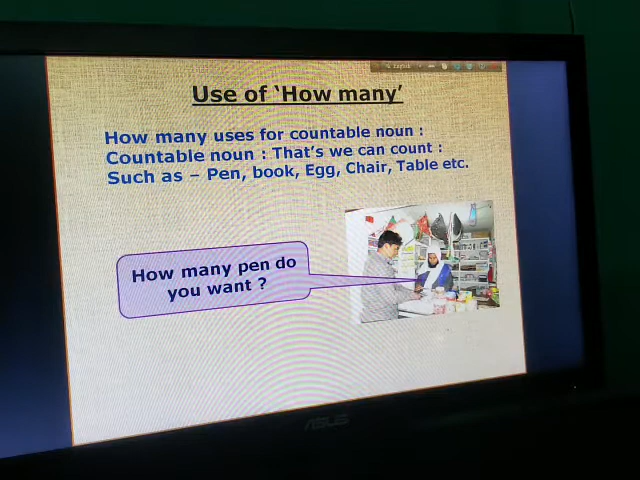 English
Use of ‘How many’
How many uses for countable noun :
Countable noun : That’s we can count :
Such as – Pen, book, Egg, Chair, Table etc.
How many pen do
you want ?
ASUS